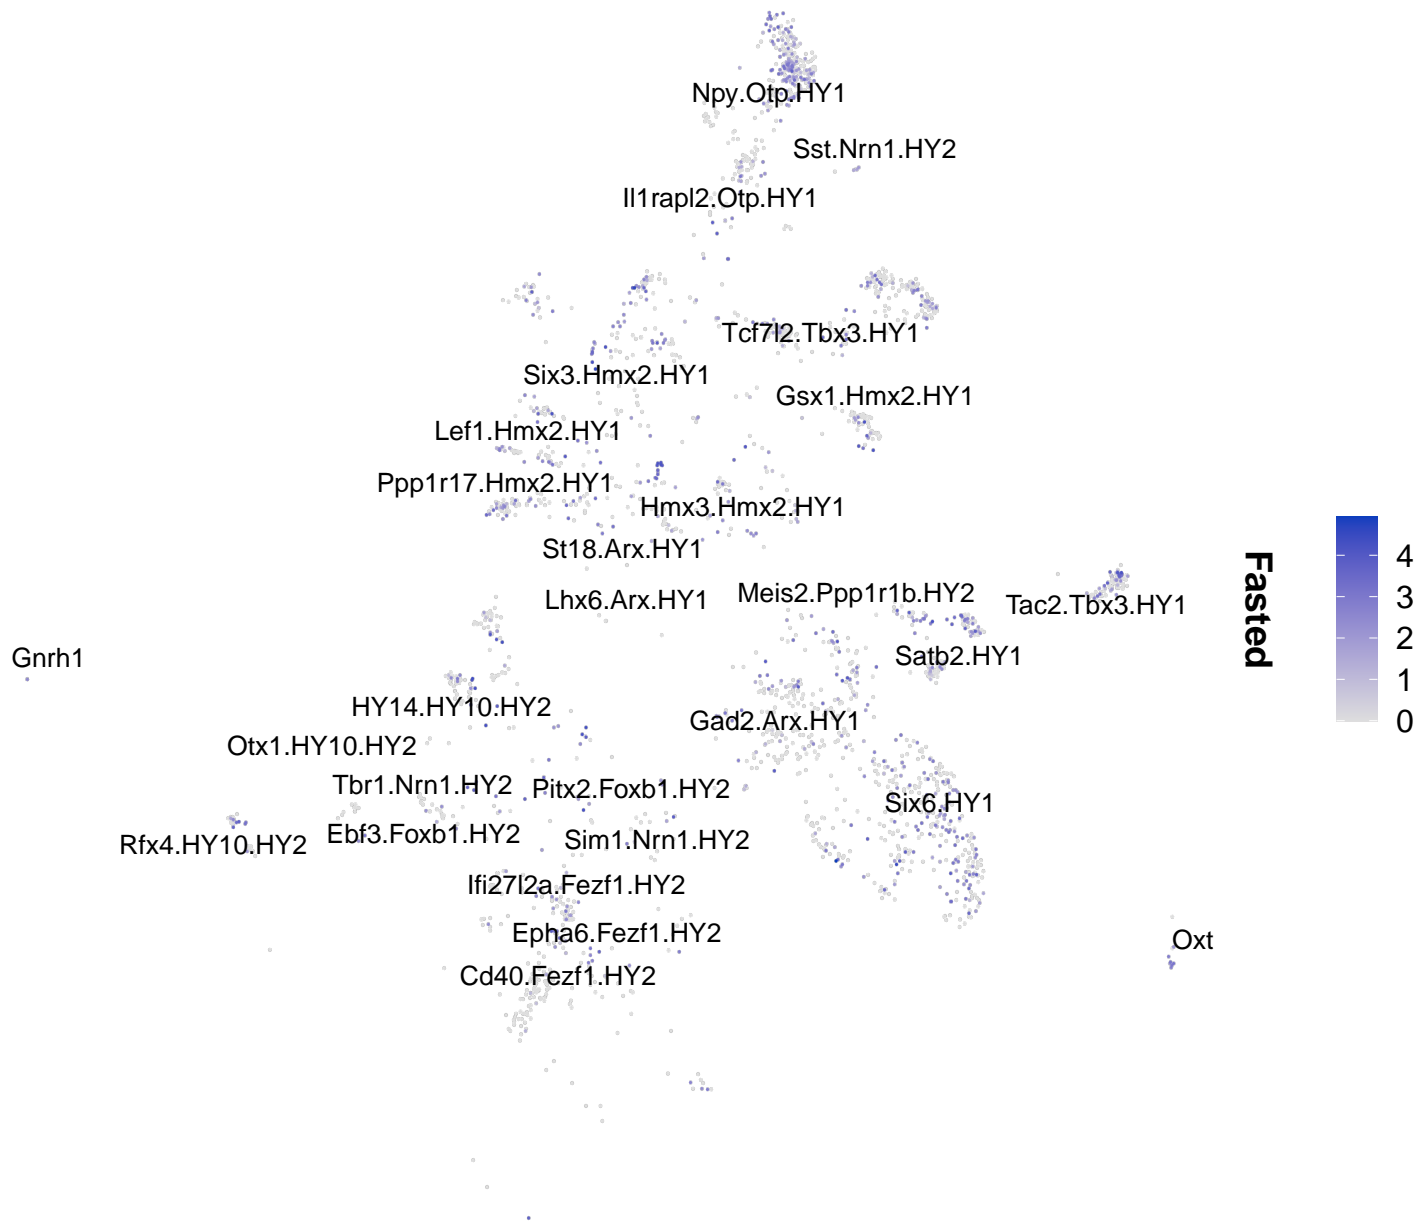 Npy.Otp.HY1
Sst.Nrn1.HY2
Il1rapl2.Otp.HY1
Tcf7l2.Tbx3.HY1
Six3.Hmx2.HY1
Gsx1.Hmx2.HY1
Lef1.Hmx2.HY1
Ppp1r17.Hmx2.HY1
Hmx3.Hmx2.HY1
St18.Arx.HY1
Lhx6.Arx.HY1
Meis2.Ppp1r1b.HY2
Tac2.Tbx3.HY1
Gnrh1
Satb2.HY1
HY14.HY10.HY2
Gad2.Arx.HY1
Otx1.HY10.HY2
Tbr1.Nrn1.HY2
Pitx2.Foxb1.HY2
Six6.HY1
Rfx4.HY10.HY2
Ebf3.Foxb1.HY2
Sim1.Nrn1.HY2
Ifi27l2a.Fezf1.HY2
Epha6.Fezf1.HY2
Oxt
Cd40.Fezf1.HY2
Fasted
4
3
2
1
0